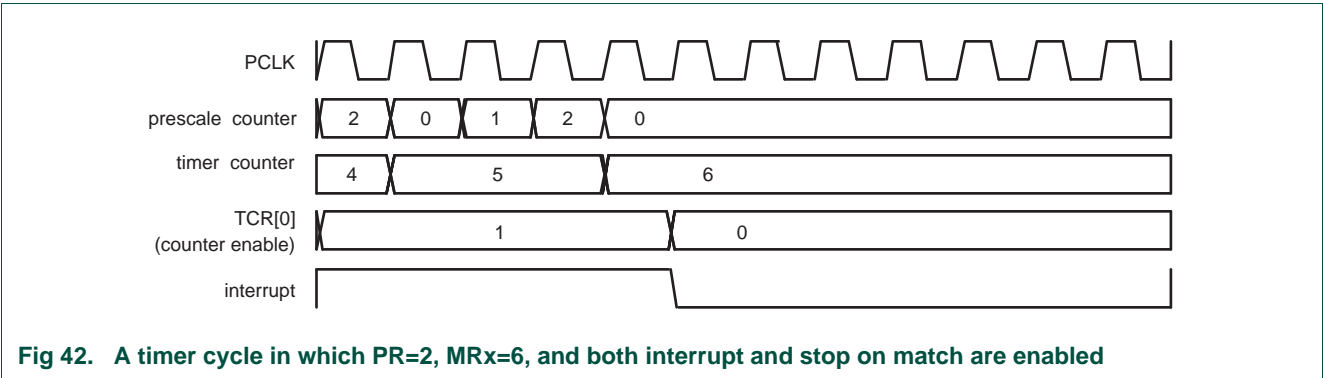 PCLK
prescale counter 2 0 1 2 0
timer counter 4 5 6
TCR[0]
(counter enable) 1 0
interrupt
Fig 42. A timer cycle in which PR=2, MRx=6, and both interrupt and stop on match are enabled